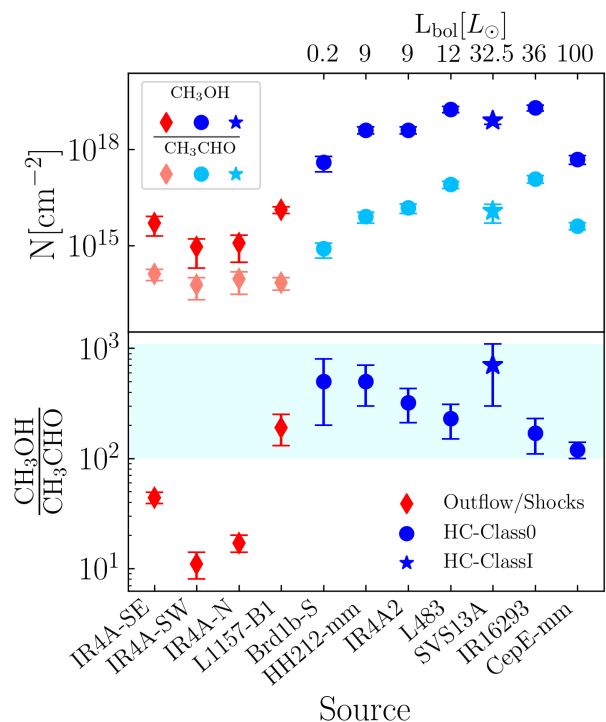 L_bol[L_⊙]
0.2 9 9 12 32.5 36 100
CH₃OH
CH₃CHO
10¹⁸
10¹⁵
N[cm⁻²]
10³
10²
10¹
CH₃OH
CH₃CHO
Outflow/Shocks
HC-Class0
HC-ClassI
IR4A-SE
IR4A-SW
IR4A-N
L1157-B1
Brd1b-S
HH212-mm
IR4A2
L483
SVS13A
IR16293
CepE-mm
Source